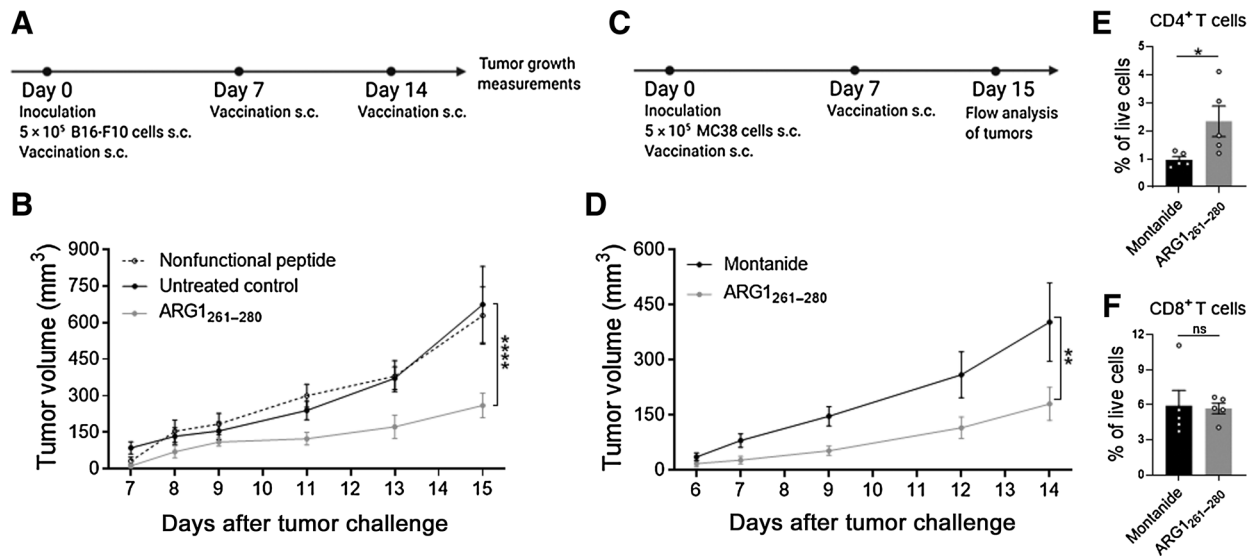 A
Day 0
Inoculation
5 × 10⁵ B16-F10 cells s.c.
Vaccination s.c.
Day 7
Vaccination s.c.
Day 14
Vaccination s.c.
Tumor growth
measurements
B
Tumor volume (mm³)
900
750
600
450
300
150
0
Nonfunctional peptide
Untreated control
ARG1₂₆₁₋₂₈₀
****
7 8 9 10 11 12 13 14 15
Days after tumor challenge
C
Day 0
Inoculation
5 × 10⁵ MC38 cells s.c.
Vaccination s.c.
Day 7
Vaccination s.c.
Day 15
Flow analysis
of tumors
D
Tumor volume (mm³)
600
450
300
150
0
Montanide
ARG1₂₆₁₋₂₈₀
**
6 7 8 9 10 11 12 13 14
Days after tumor challenge
E
CD4⁺ T cells
*
% of live cells
5
4
3
2
1
0
Montanide
ARG1₂₆₁₋₂₈₀
F
CD8⁺ T cells
ns
% of live cells
12
9
6
3
0
Montanide
ARG1₂₆₁₋₂₈₀